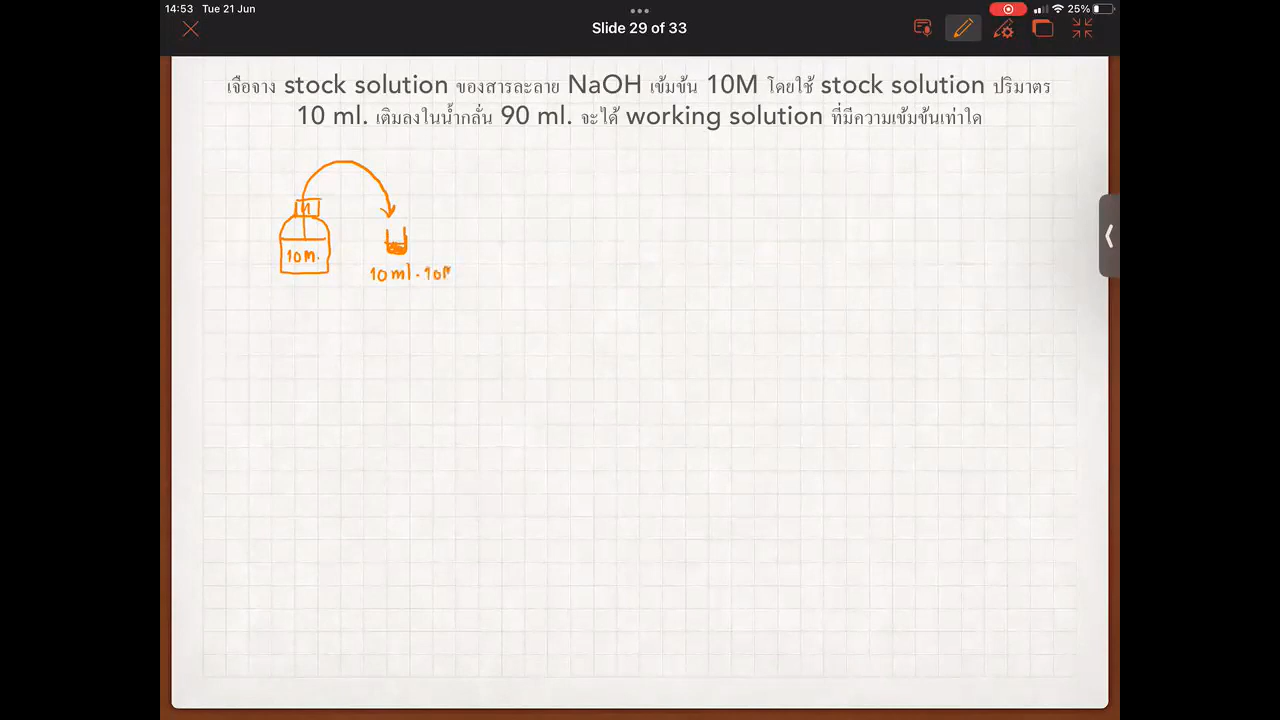 14:53 Tue 21 Jun
25%
Slide 29 of 33
เจือจาง stock solution ของสารละลาย NaOH เข้มข้น 10M โดยใช้ stock solution ปริมาตร
10 ml. เติมลงในน้ำกลั่น 90 ml. จะได้ working solution ที่มีความเข้มข้นเท่าใด
10M.
10ml.